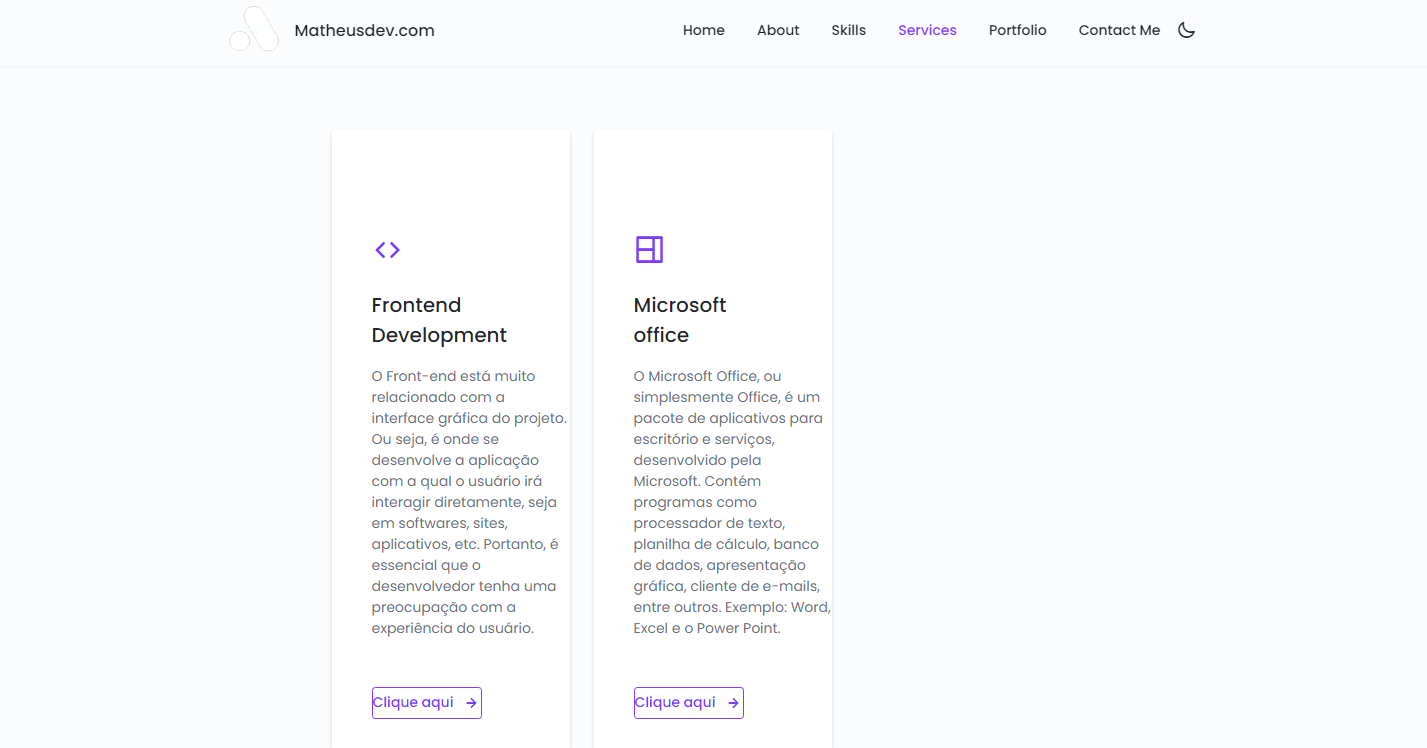 Matheusdev.com
Home About Skills Services Portfolio Contact Me
Frontend
Development
O Front-end está muito
relacionado com a
interface gráfica do projeto.
Ou seja, é onde se
desenvolve a aplicação
com a qual o usuário irá
interagir diretamente, seja
em softwares, sites,
aplicativos, etc. Portanto, é
essencial que o
desenvolvedor tenha uma
preocupação com a
experiência do usuário.
Clique aqui
Microsoft
office
O Microsoft Office, ou
simplesmente Office, é um
pacote de aplicativos para
escritório e serviços,
desenvolvido pela
Microsoft. Contém
programas como
processador de texto,
planilha de cálculo, banco
de dados, apresentação
gráfica, cliente de e-mails,
entre outros. Exemplo: Word,
Excel e o Power Point.
Clique aqui